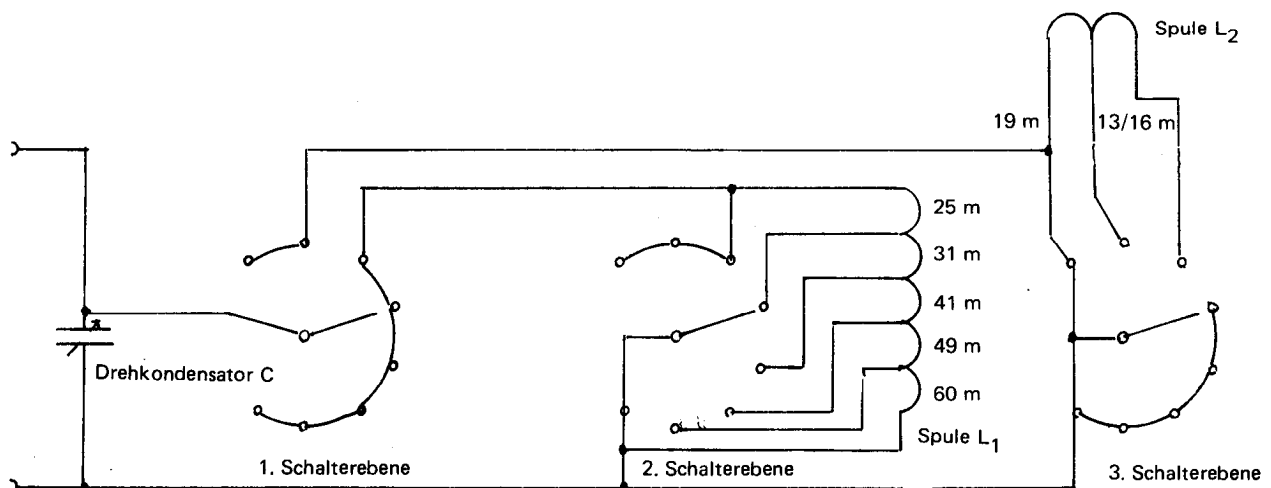 Spule L2
19 m
13/16 m
25 m
31 m
41 m
49 m
60 m
Drehkondensator C
Spule L1
1. Schalterebene
2. Schalterebene
3. Schalterebene